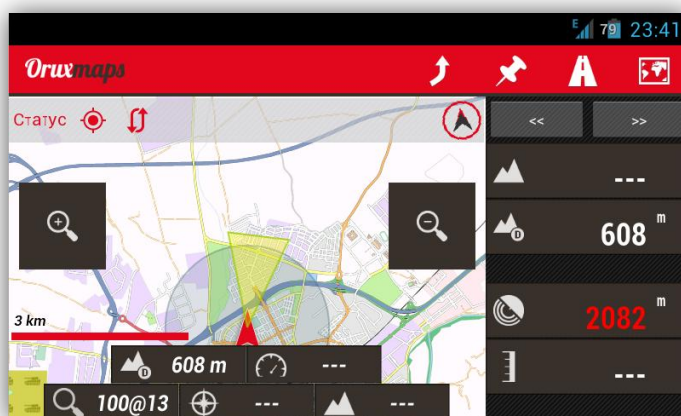 E 79 23:41
Oruxmaps
Статус
<< >>
---
608 m
2082 m
---
3 km
D 608 m ---
100@13 --- ---